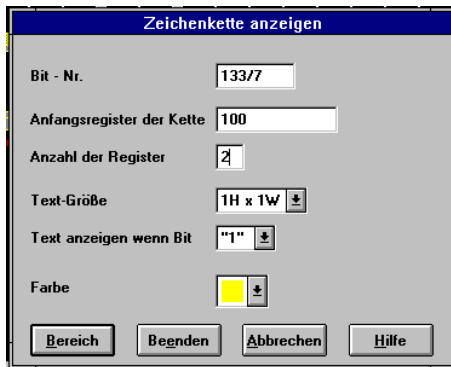 Zeichenkette anzeigen
Bit - Nr. 133/7
Anfangsregister der Kette 100
Anzahl der Register 2
Text-Größe 1H x 1W
Text anzeigen wenn Bit "1"
Farbe
Bereich Beenden Abbrechen Hilfe